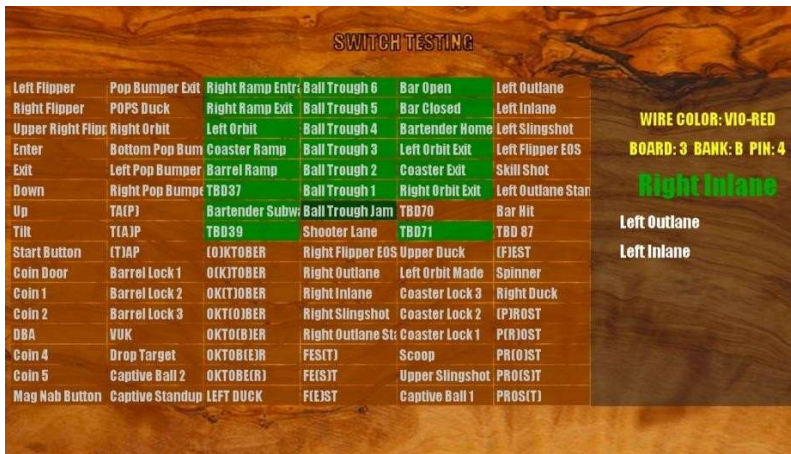 SWITCH TESTING
Left Flipper Pop Bumper Exit Right Ramp Entr Ball Trough 6 Bar Open Left Outlane
Right Flipper POPS Duck Right Ramp Exit Ball Trough 5 Bar Closed Left Inlane
Upper Right Flipp Right Orbit Left Orbit Ball Trough 4 Bartender Home Left Slingshot
Enter Bottom Pop Bum Coaster Ramp Ball Trough 3 Left Orbit Exit Left Flipper EOS
Exit Left Pop Bumper Barrel Ramp Ball Trough 2 Coaster Exit Skill Shot
Down Right Pop Bumpe TBD37 Ball Trough 1 Right Orbit Exit Left Outlane Stan
Up TA(P) Bartender Subw Ball Trough Jam TBD70 Bar Hit
Tilt T(A)P TBD39 Shooter Lane TBD71 TBD 87
Start Button (T)AP (O)KTOBER Right Flipper EOS Upper Duck (F)EST
Coin Door Barrel Lock 1 O(K)TOBER Right Outlane Left Orbit Made Spinner
Coin 1 Barrel Lock 2 OK(T)OBER Right Inlane Coaster Lock 3 Right Duck
Coin 2 Barrel Lock 3 OKT(O)BER Right Slingshot Coaster Lock 2 (P)ROST
DBA VUK OKTO(B)ER Right Outlane St Coaster Lock 1 P(R)OST
Coin 4 Drop Target OKTOB(E)R FES(T) Scoop PR(O)ST
Coin 5 Captive Ball 2 OKTOBE(R) FE(S)T Upper Slingshot PRO(S)T
Mag Nab Button Captive Standup LEFT DUCK F(E)ST Captive Ball 1 PROS(T)
WIRE COLOR: VIO-RED
BOARD: 3 BANK: B PIN: 4
Right Inlane
Left Outlane
Left Inlane